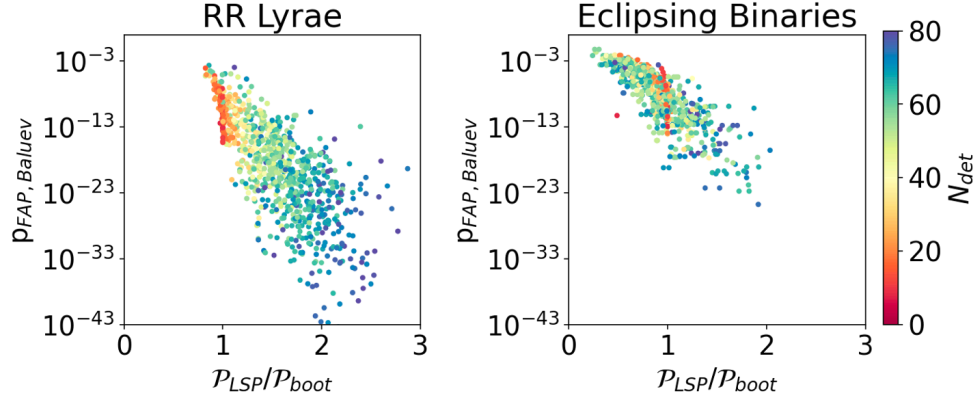 RR Lyrae
10^-3
10^-13
10^-23
10^-33
10^-43
p_FAP, Baluev
0 1 2 3
𝒫_LSP/𝒫_boot
Eclipsing Binaries
10^-3
10^-13
10^-23
10^-33
10^-43
p_FAP, Baluev
0 1 2 3
𝒫_LSP/𝒫_boot
80
60
40
20
0
N_det